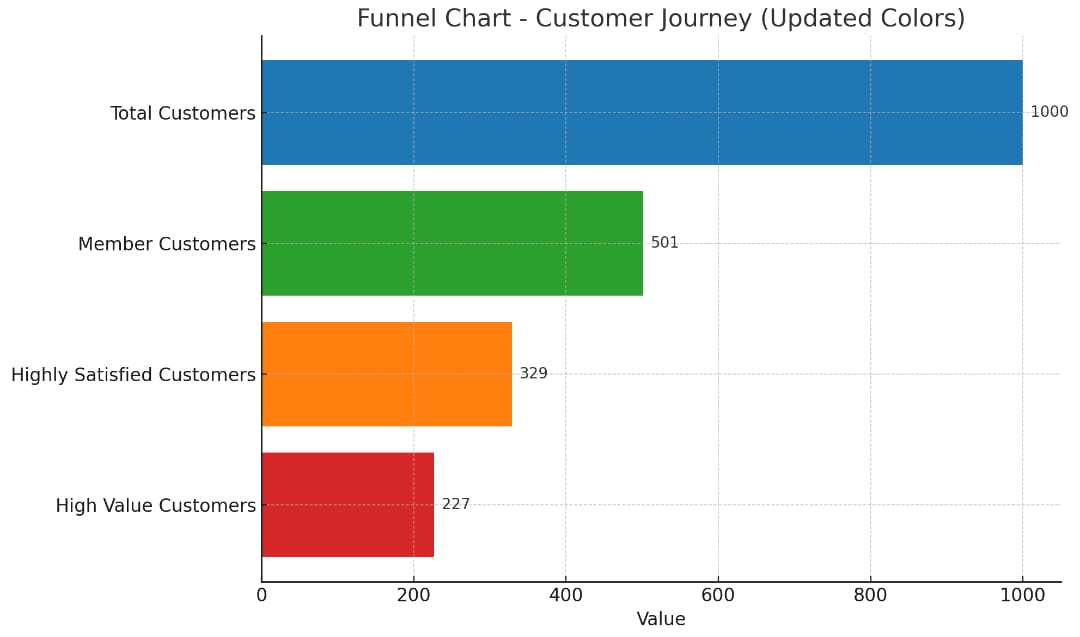 Funnel Chart - Customer Journey (Updated Colors)
Total Customers
1000
Member Customers
501
Highly Satisfied Customers
329
High Value Customers
227
0 200 400 600 800 1000
Value